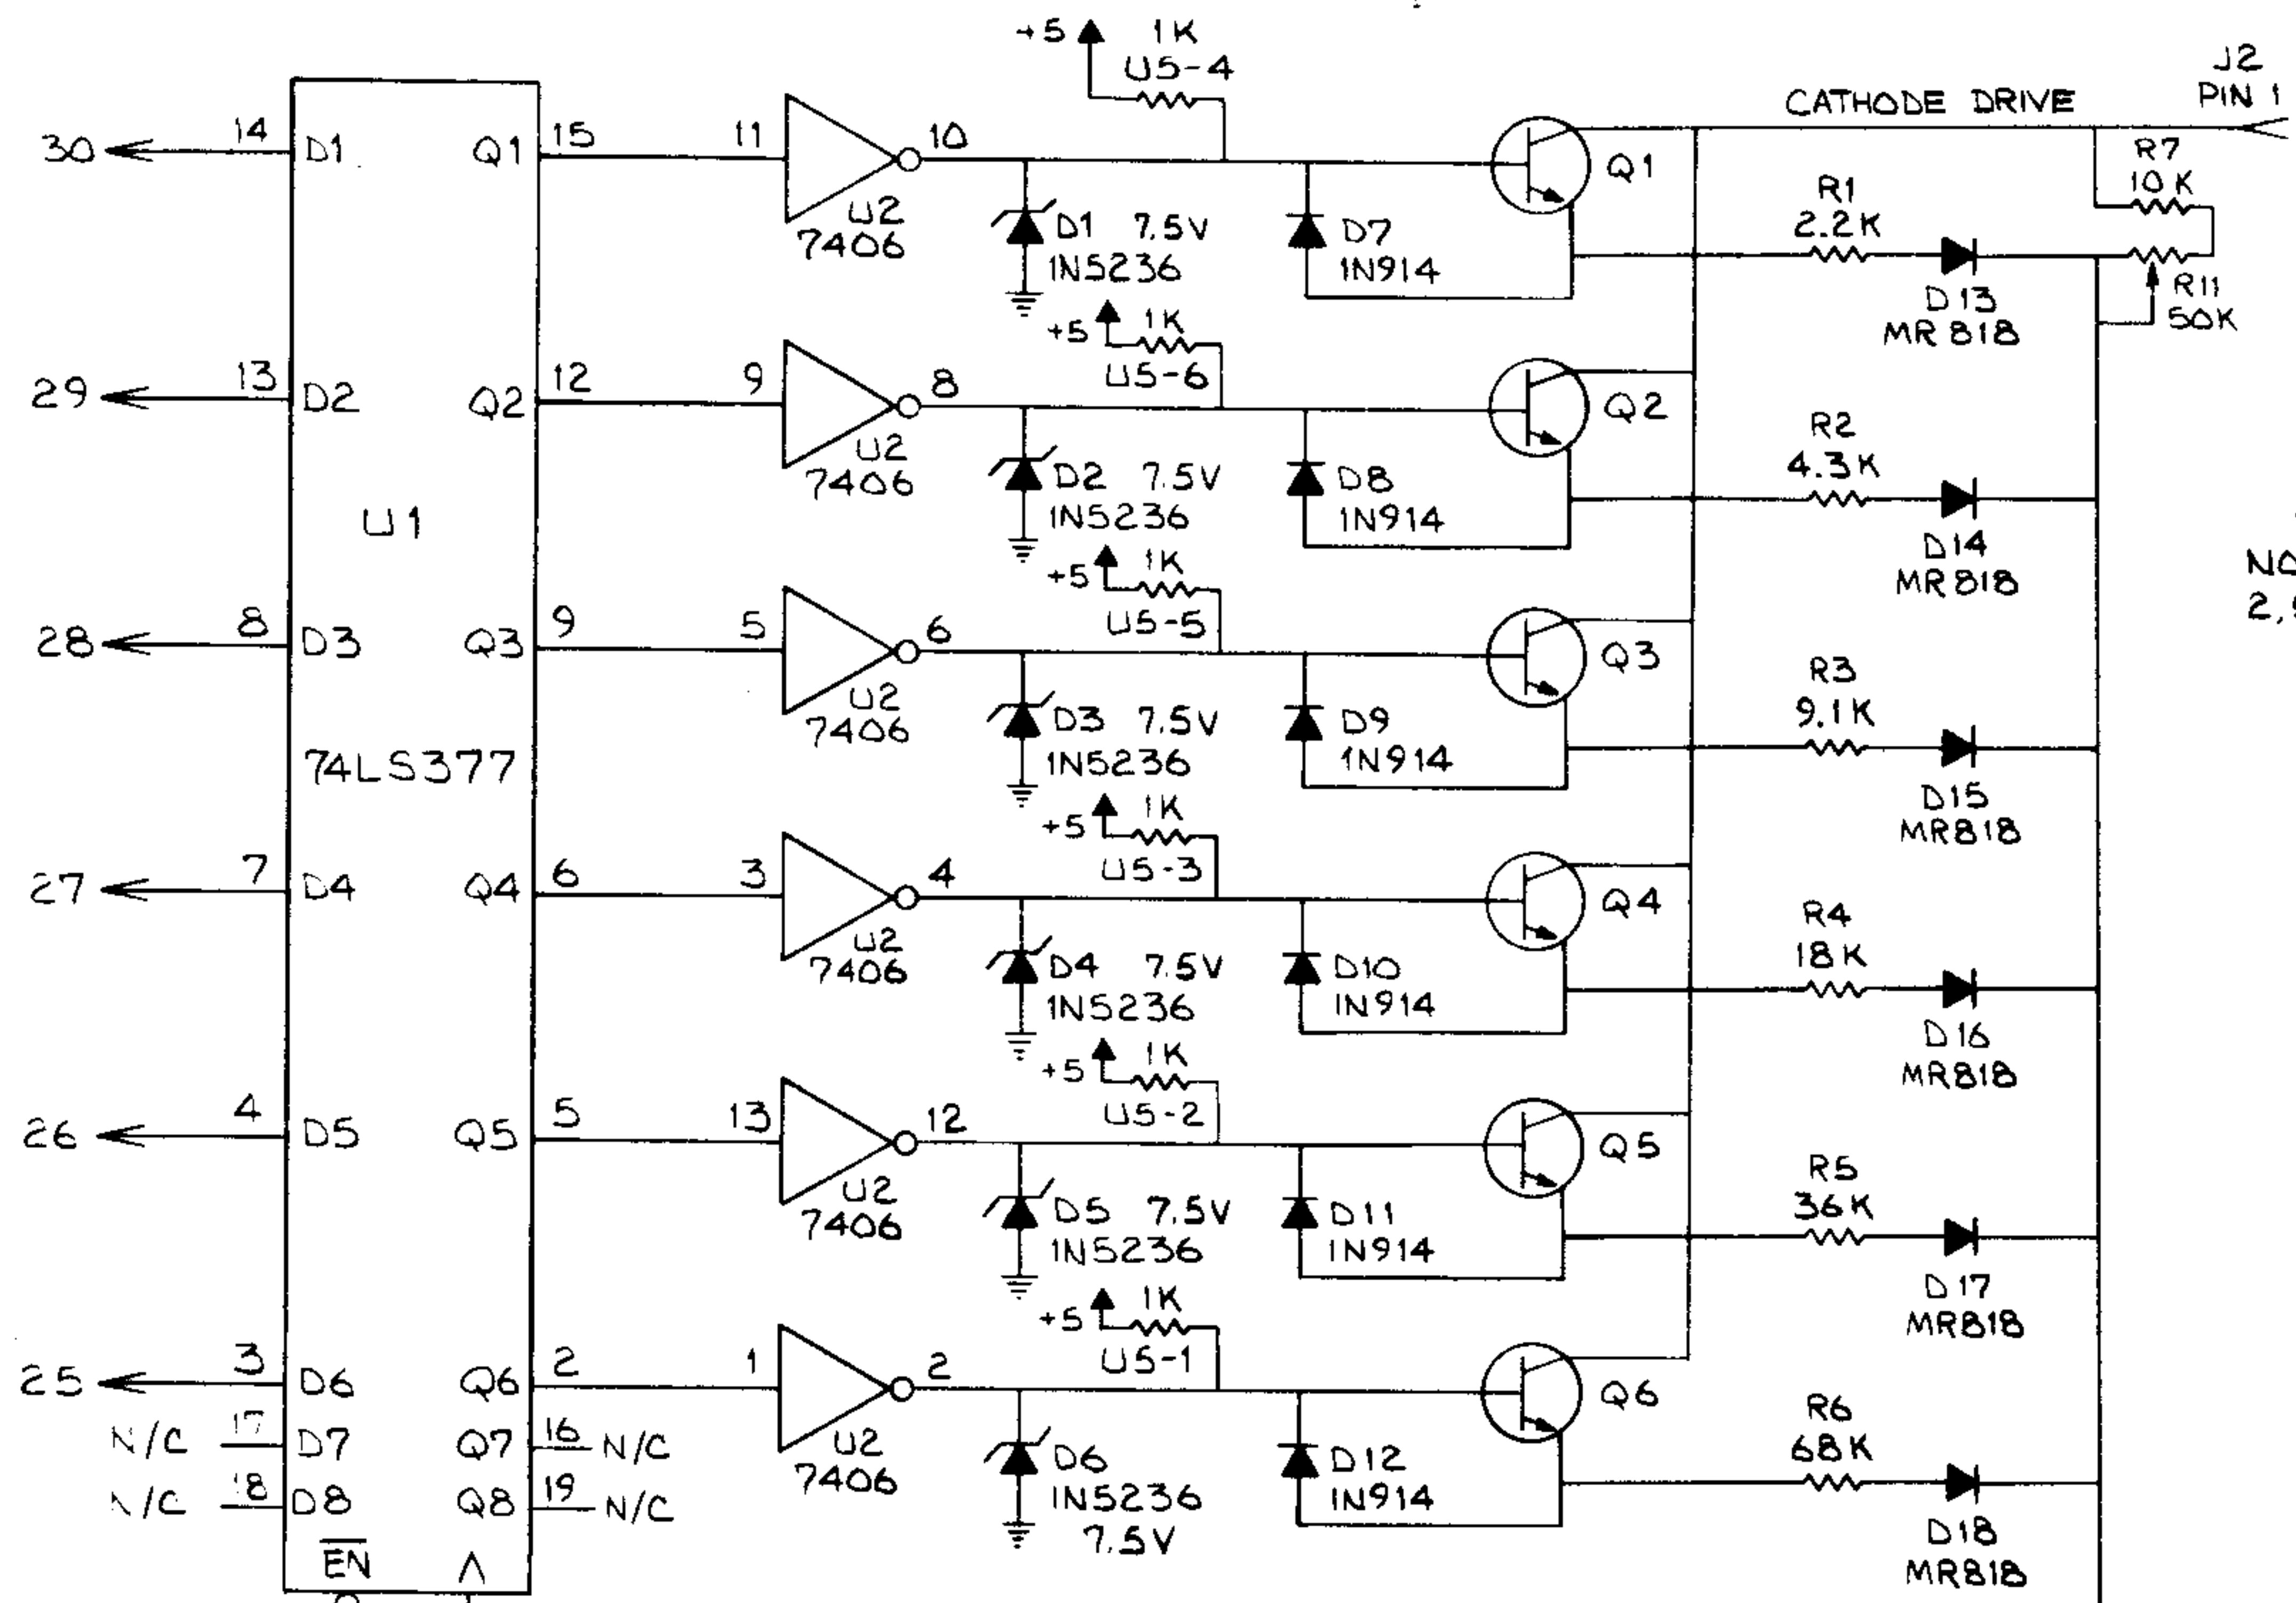 +5
1K
U5-4
J2
PIN 1
CATHODE DRIVE
30
14
D1
Q1
15
11
10
U2
7406
D1 7.5V
1N5236
D7
1N914
Q1
R1
2.2K
D13
MR818
R7
10K
R11
50K
+5
1K
U5-6
29
13
D2
Q2
12
9
8
U2
7406
D2 7.5V
1N5236
D8
1N914
Q2
R2
4.3K
D14
MR818
U1
74LS377
+5
1K
U5-5
28
8
D3
Q3
9
5
6
U2
7406
D3 7.5V
1N5236
D9
1N914
Q3
R3
9.1K
D15
MR818
+5
1K
U5-3
27
7
D4
Q4
6
3
4
U2
7406
D4 7.5V
1N5236
D10
1N914
Q4
R4
18K
D16
MR818
+5
1K
U5-2
26
4
D5
Q5
5
13
12
U2
7406
D5 7.5V
1N5236
D11
1N914
Q5
R5
36K
D17
MR818
+5
1K
U5-1
25
3
D6
Q6
2
1
2
U2
7406
D6
1N5236
7.5V
D12
1N914
Q6
R6
68K
D18
MR818
N/C
17
D7
Q7
16
N/C
N/C
18
D8
Q8
19
N/C
EN